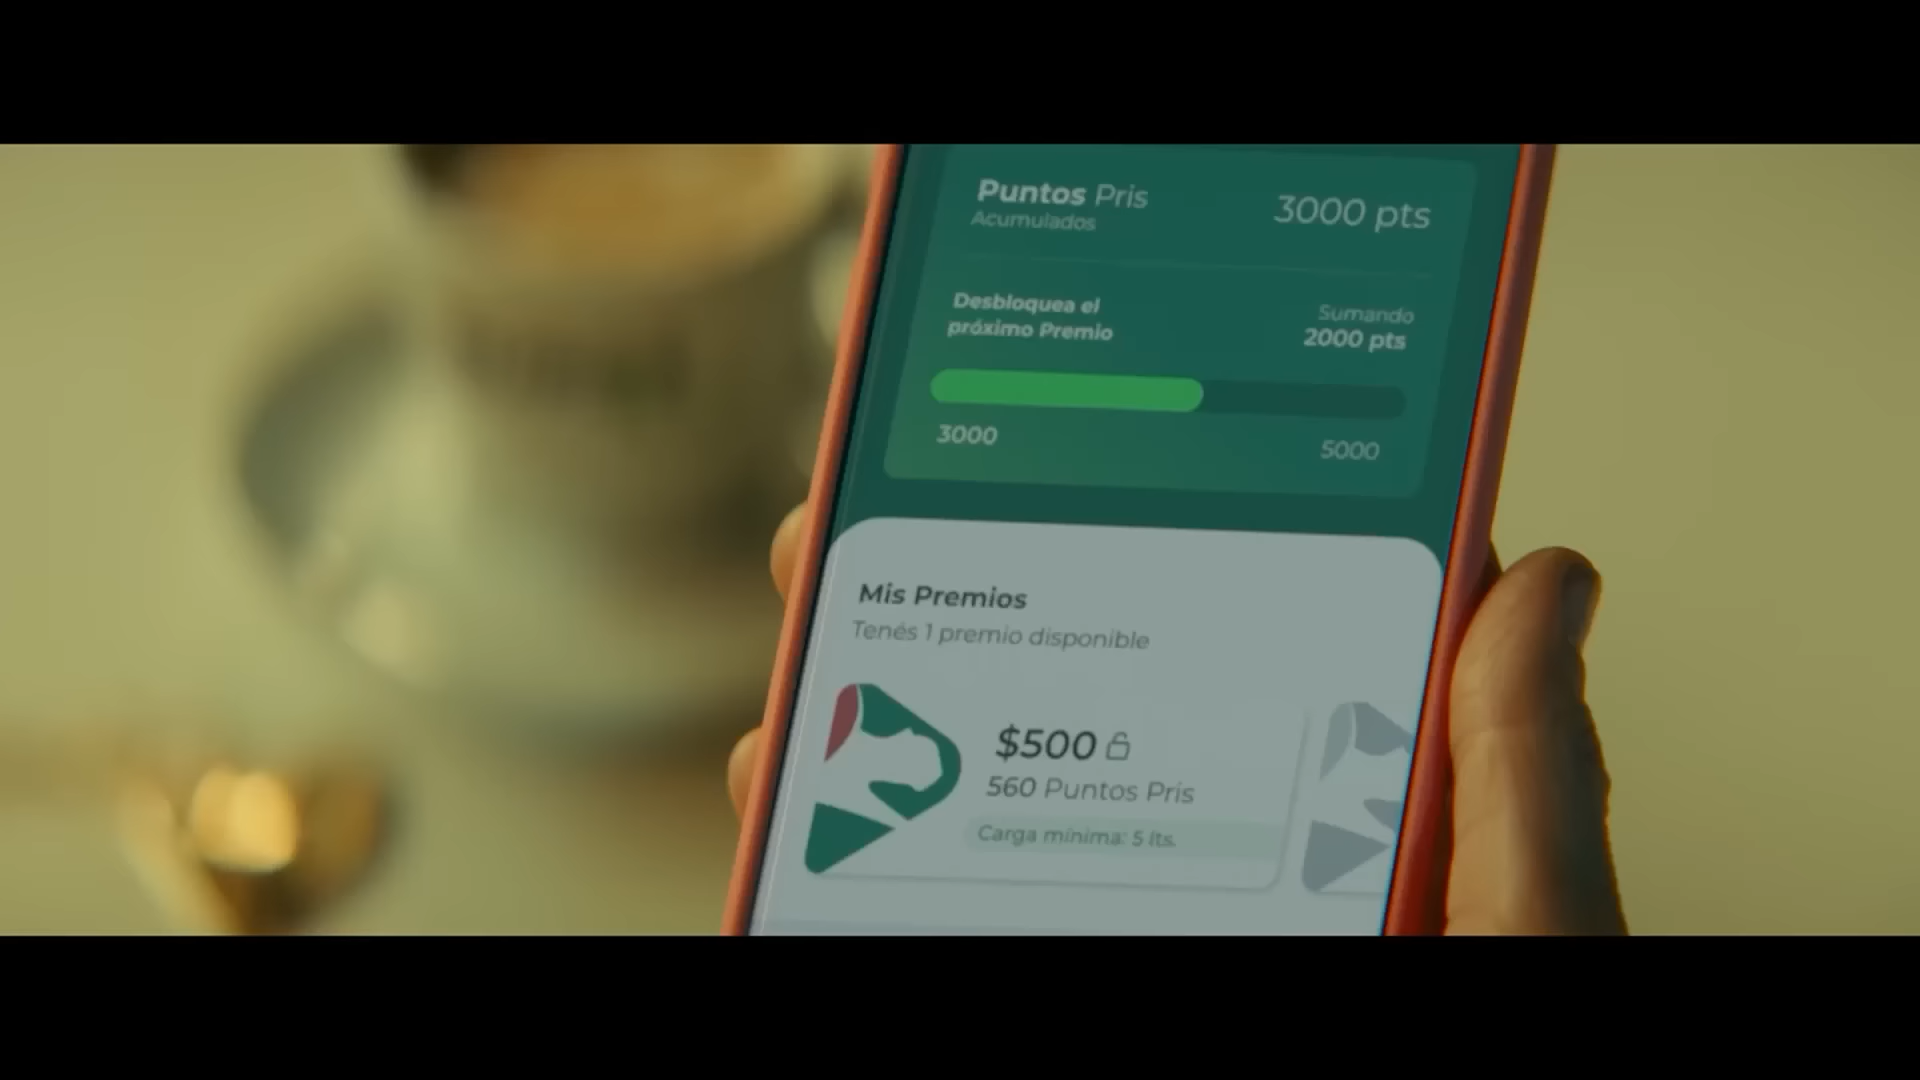 Puntos Pris
Acumulados
3000 pts
Desbloquea el
próximo Premio
Sumando
2000 pts
3000
5000
Mis Premios
Tenés 1 premio disponible
$500
560 Puntos Pris
Carga mínima: 5 lts.